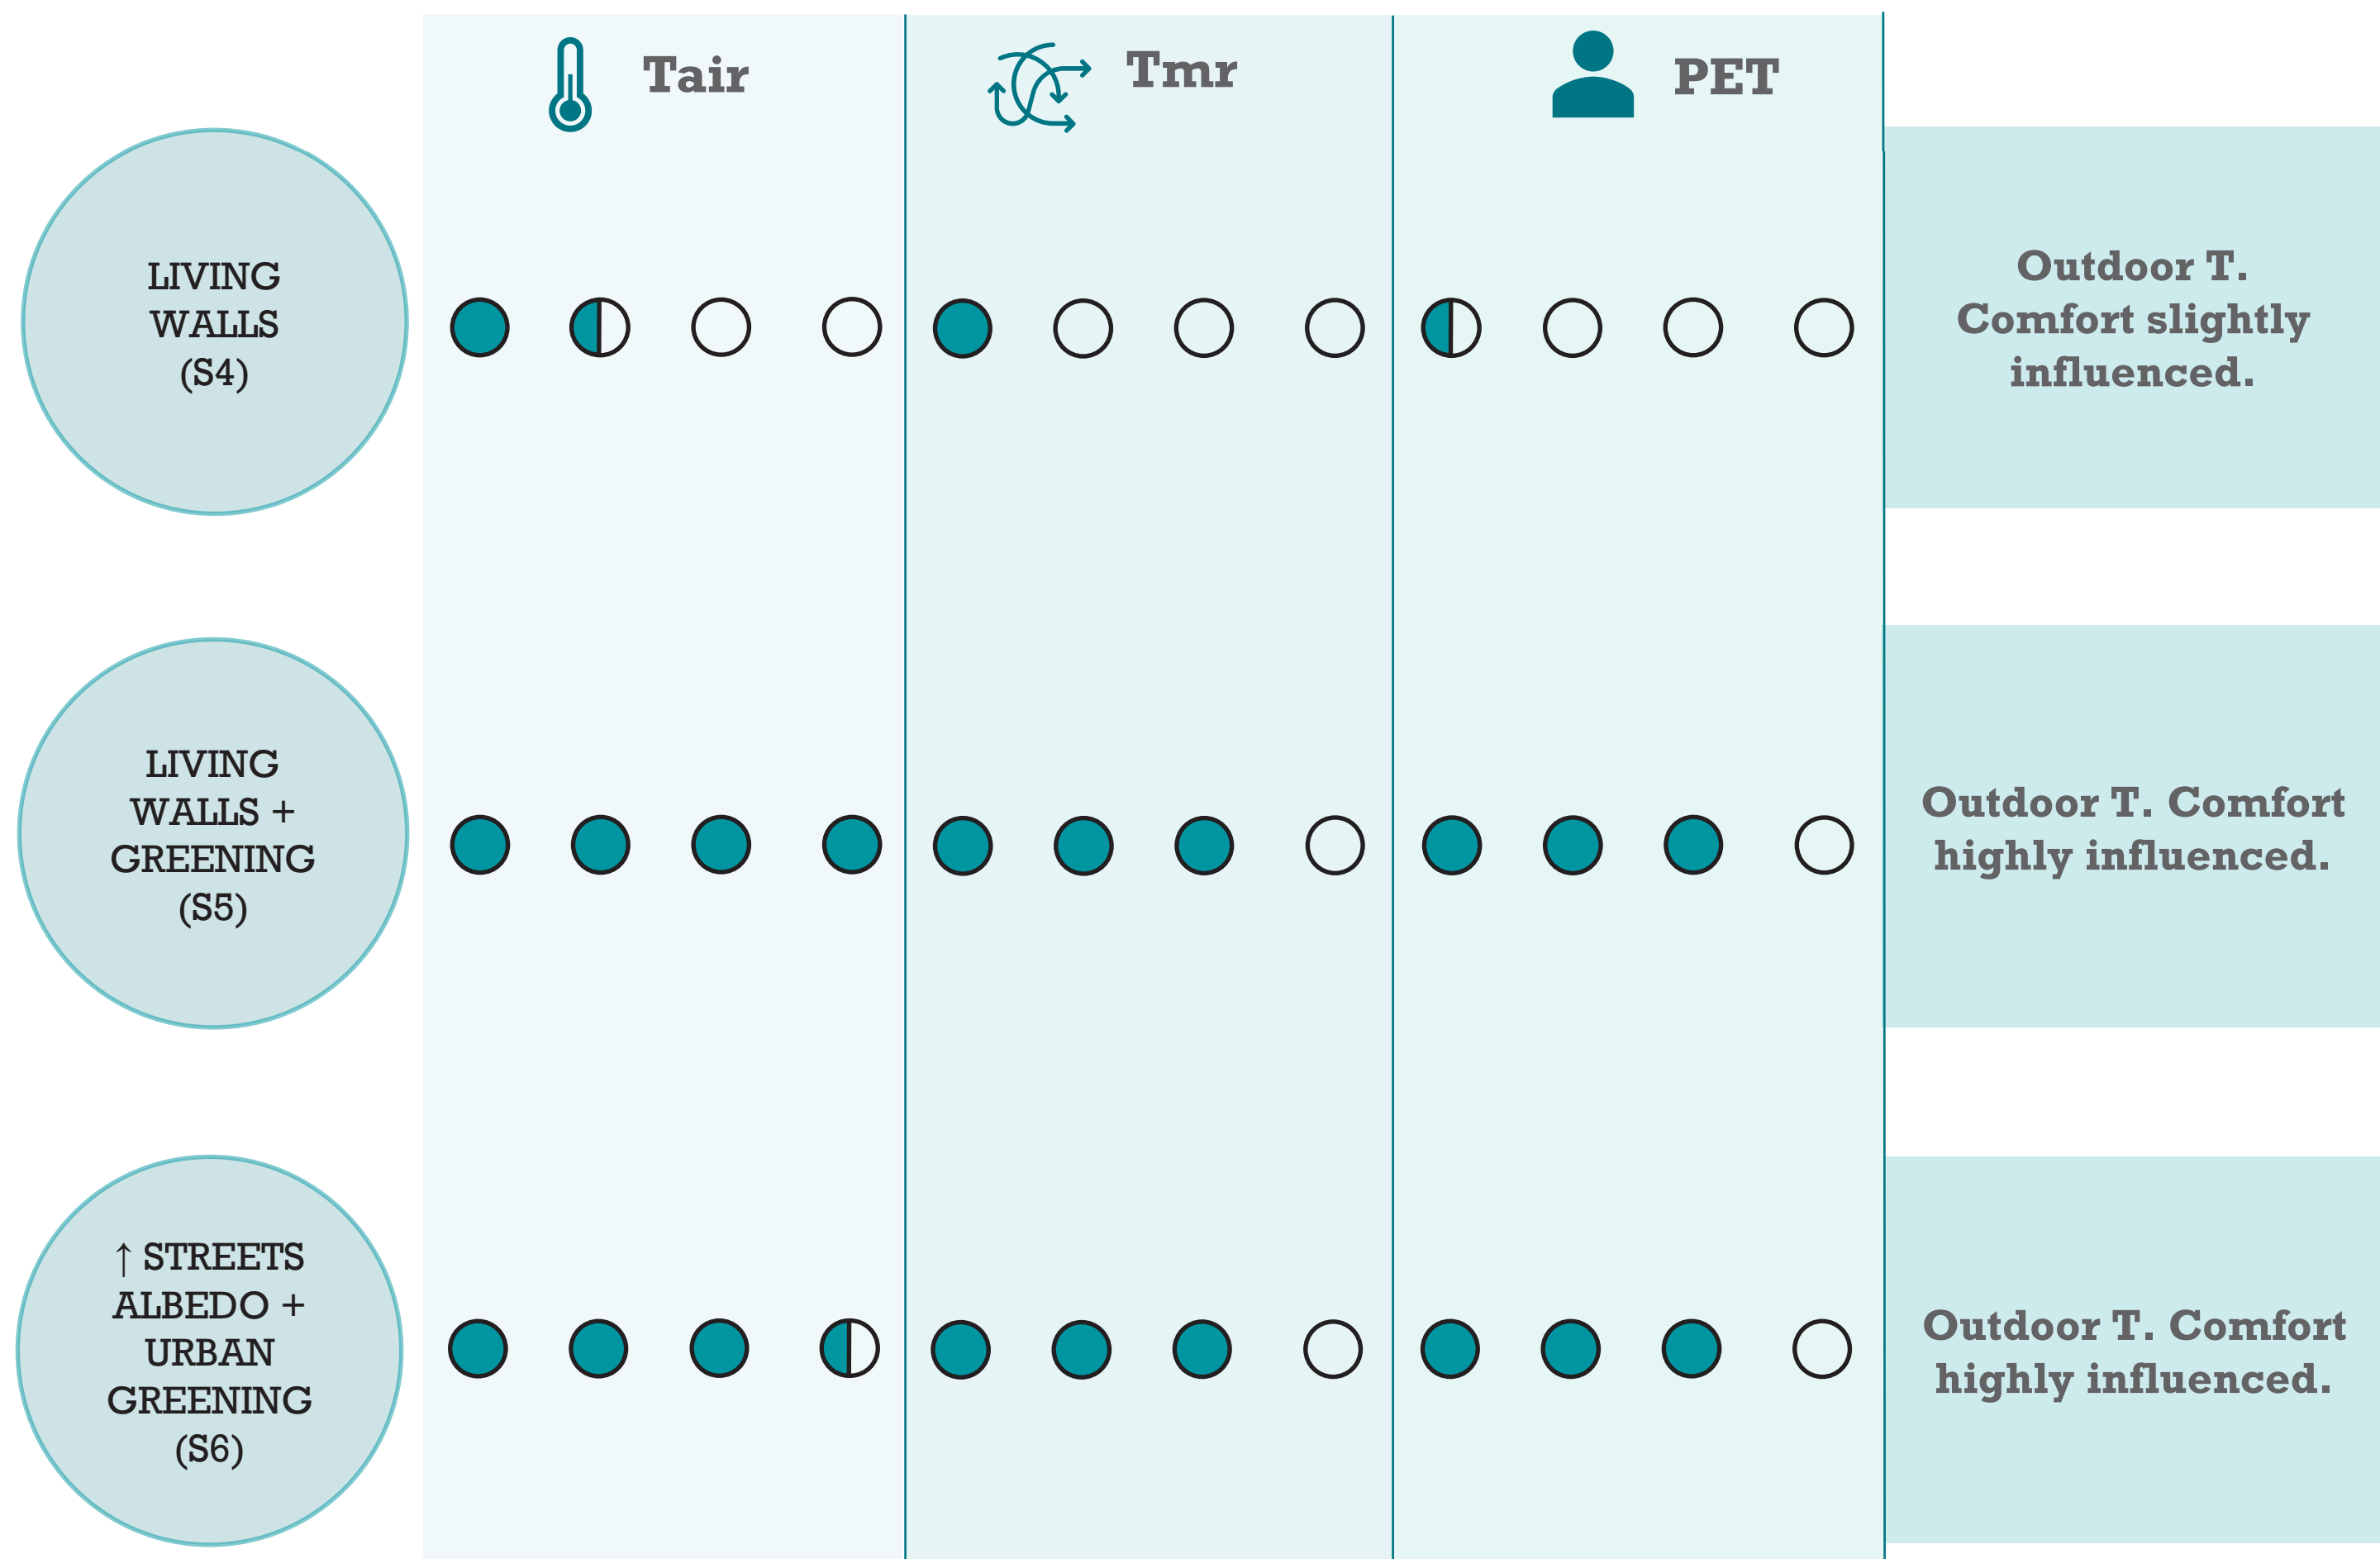 Tair
Tmr
PET
LIVING
WALLS
(S4)
Outdoor T.
Comfort slightly
influenced.
LIVING
WALLS +
GREENING
(S5)
Outdoor T. Comfort
highly influenced.
↑ STREETS
ALBEDO +
URBAN
GREENING
(S6)
Outdoor T. Comfort
highly influenced.